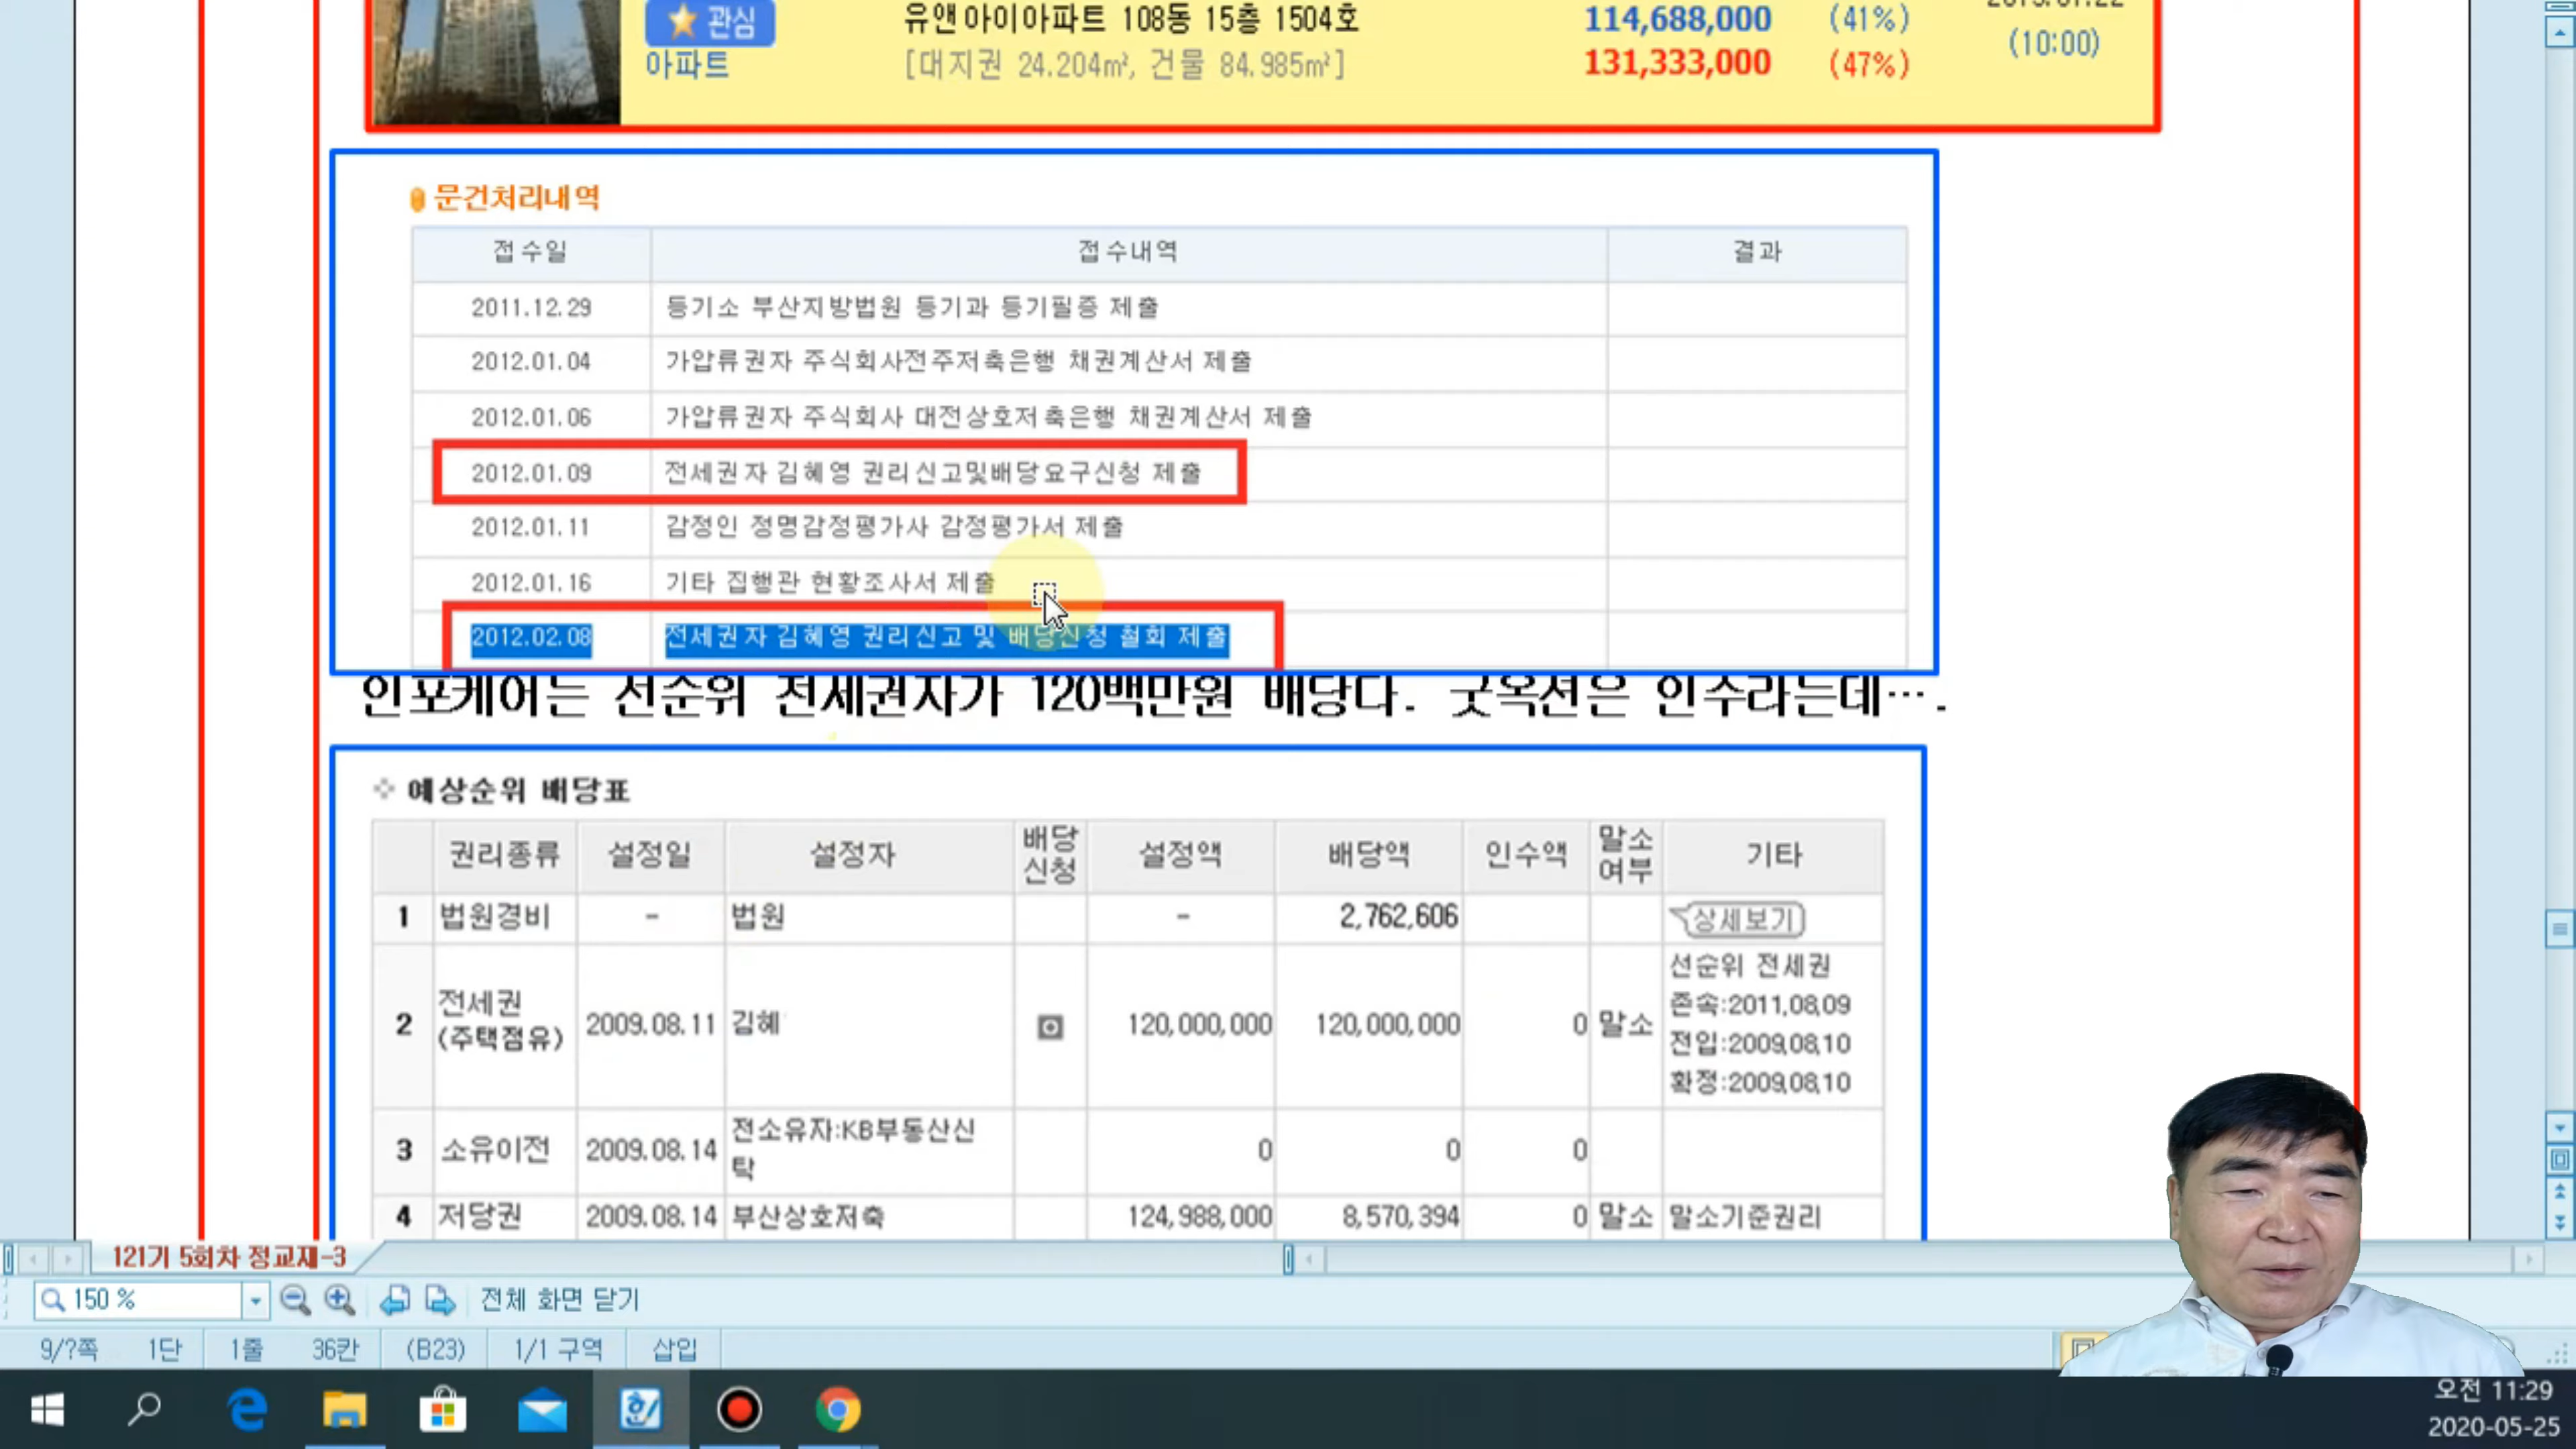 관심
아파트
유앤아이아파트 108동 15층 1504호
[대지권 24.204㎡, 건물 84.985㎡]
114,688,000 (41%)
131,333,000 (47%)
(10:00)
문건처리내역
접수일 접수내역 결과
2011.12.29 등기소 부산지방법원 등기과 등기필증 제출
2012.01.04 가압류권자 주식회사전주저축은행 채권계산서 제출
2012.01.06 가압류권자 주식회사 대전상호저축은행 채권계산서 제출
2012.01.09 전세권자 김혜영 권리신고및배당요구신청 제출
2012.01.11 감정인 정명감정평가사 감정평가서 제출
2012.01.16 기타 집행관 현황조사서 제출
2012.02.08 전세권자 김혜영 권리신고 및 배당신청 철회 제출
인포케어는 선순위 전세권자가 120백만원 배당다. 굿옥션은 인수라는데….
예상순위 배당표
권리종류 설정일 설정자 배당신청 설정액 배당액 인수액 말소여부 기타
1 법원경비 - 법원 - 2,762,606 상세보기
2 전세권 (주택점유) 2009.08.11 김혜 120,000,000 120,000,000 0 말소
선순위 전세권
존속:2011,08,09
전입:2009,08,10
확정:2009,08,10
3 소유이전 2009.08.14 전소유자:KB부동산신탁 0 0 0
4 저당권 2009.08.14 부산상호저축 124,988,000 8,570,394 0 말소 말소기준권리
121기 5회차 정교재-3
150 % 전체 화면 닫기
9/?쪽 1단 1줄 36칸 (B23) 1/1 구역 삽입
오전 11:29
2020-05-25